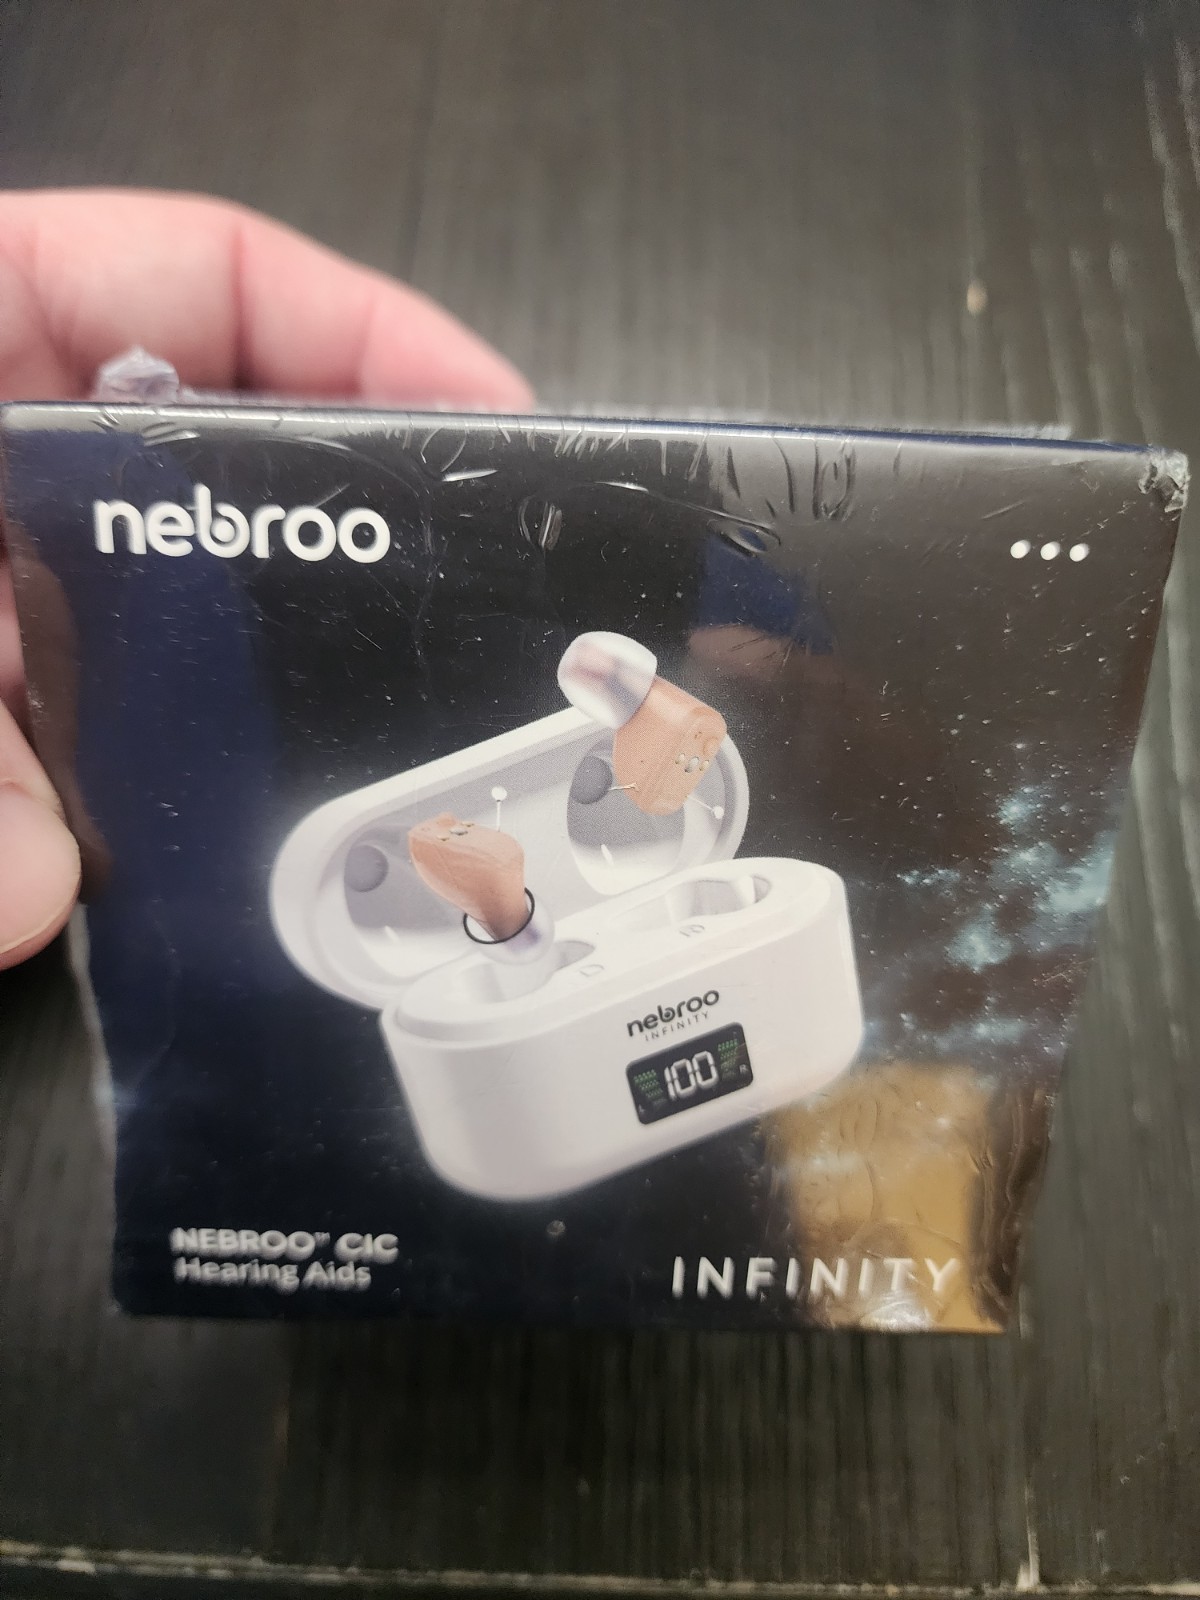 nebroo
nebroo
INFINITY
100
L
R
NEBROO™ CIC
Hearing Aids
INFINITY